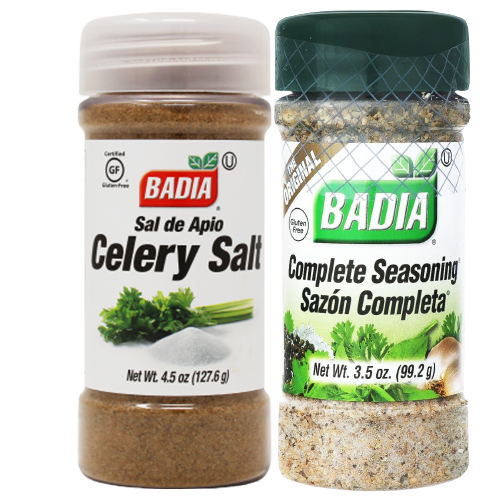 Certified
GF
Gluten-Free
BADIA
®
U
Sal de Apio
Celery Salt
Net Wt. 4.5 oz (127.6 g)
THE
ORIGINAL
U
Gluten
Free
BADIA
®
Complete Seasoning®
Sazón Completa®
Net Wt. 3.5 oz. (99.2 g)